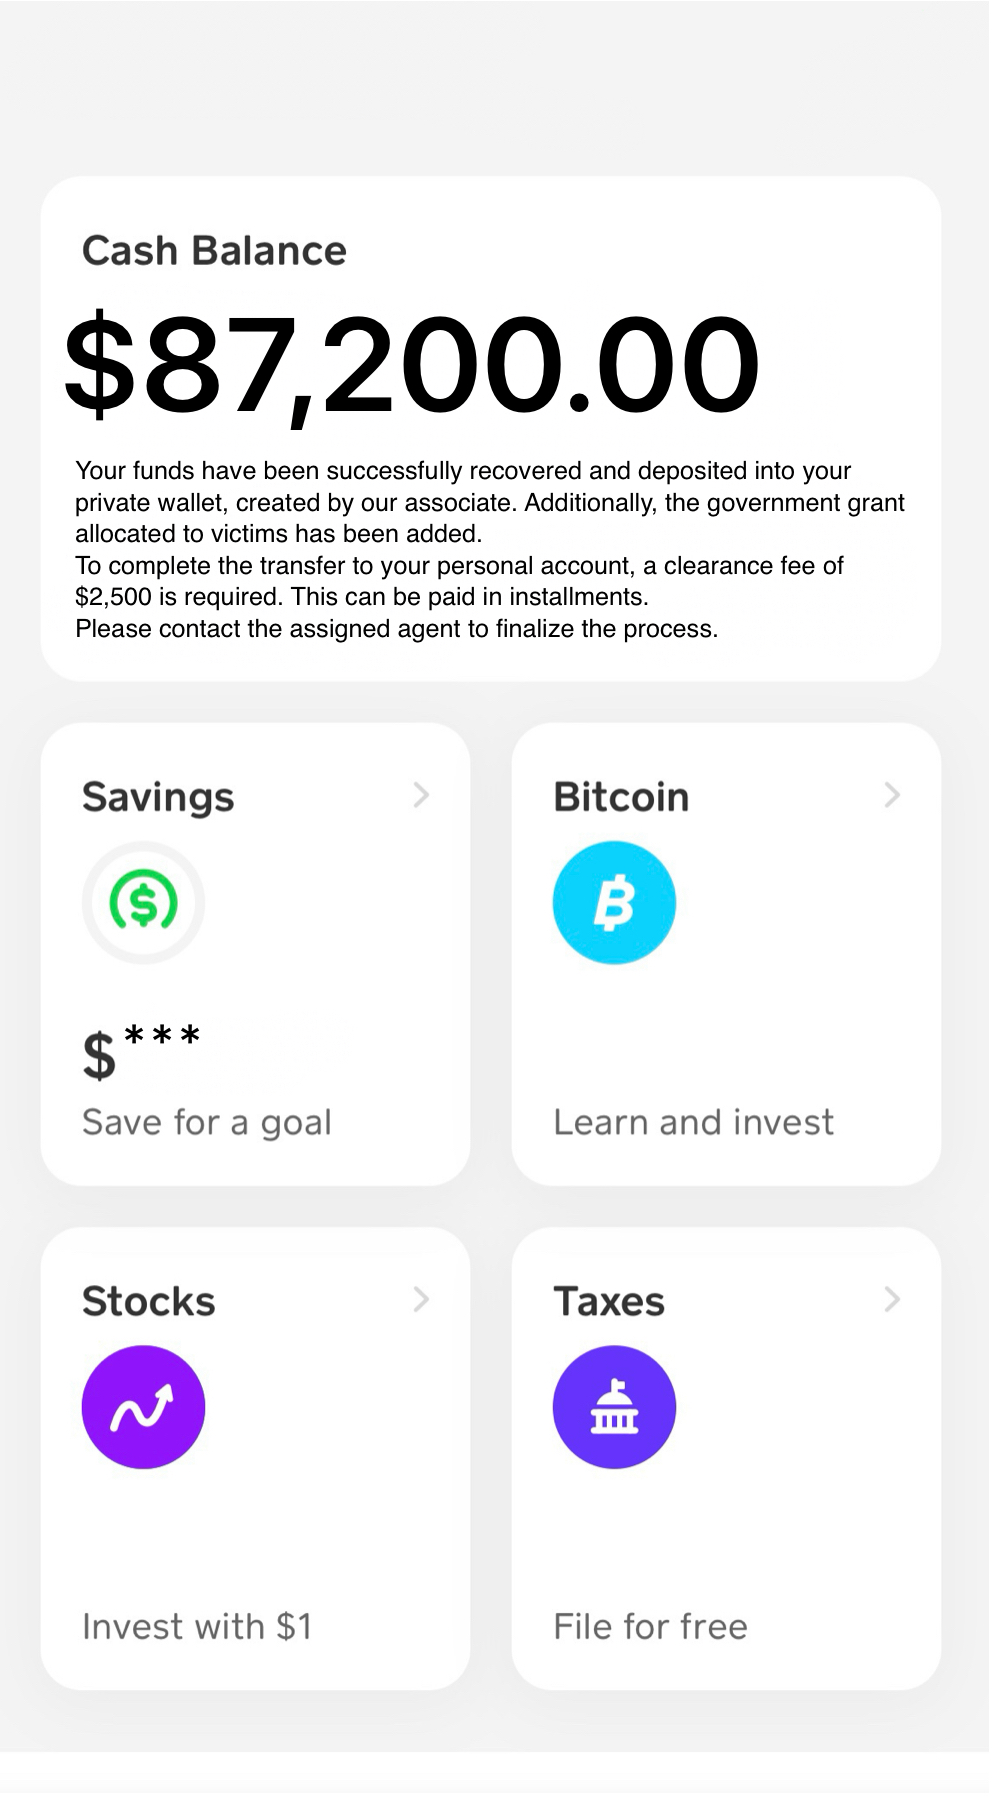 Cash Balance
$87,200.00
Your funds have been successfully recovered and deposited into your
private wallet, created by our associate. Additionally, the government grant
allocated to victims has been added.
To complete the transfer to your personal account, a clearance fee of
$2,500 is required. This can be paid in installments.
Please contact the assigned agent to finalize the process.
Savings
$***
Save for a goal
Bitcoin
Learn and invest
Stocks
Invest with $1
Taxes
File for free